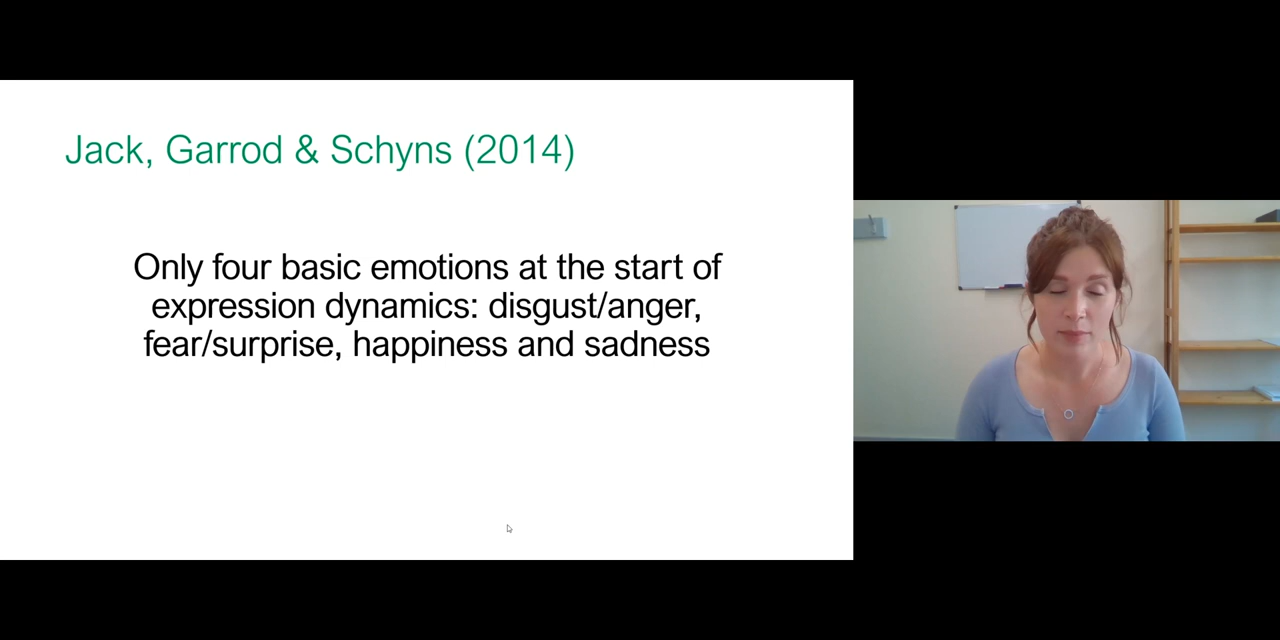 Jack, Garrod & Schyns (2014)
Only four basic emotions at the start of
expression dynamics: disgust/anger,
fear/surprise, happiness and sadness